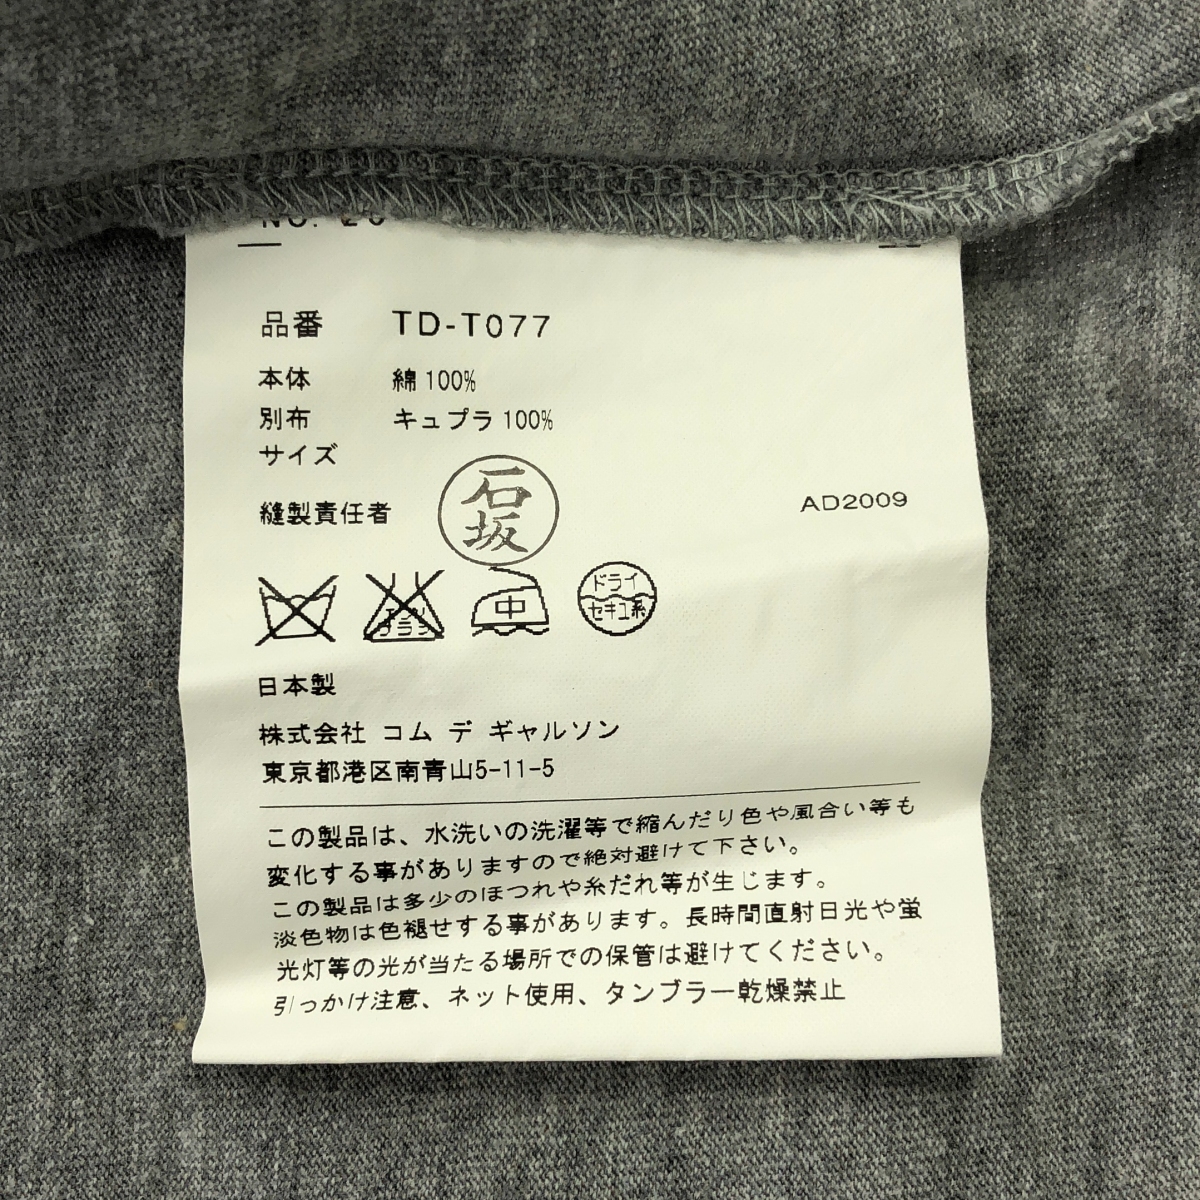 品番 TD-T077
本体 綿 100%
別布 キュプラ 100%
サイズ
縫製責任者 石坂 AD2009
エンソ ブラシ 中 ドライ セキユ系
日本製
株式会社 コム デ ギャルソン
東京都港区南青山5-11-5
この製品は、水洗いの洗濯等で縮んだり色や風合い等も
変化する事がありますので絶対避けて下さい。
この製品は多少のほつれや糸だれ等が生じます。
淡色物は色褪せする事があります。長時間直射日光や蛍
光灯等の光が当たる場所での保管は避けてください。
引っかけ注意、ネット使用、タンブラー乾燥禁止